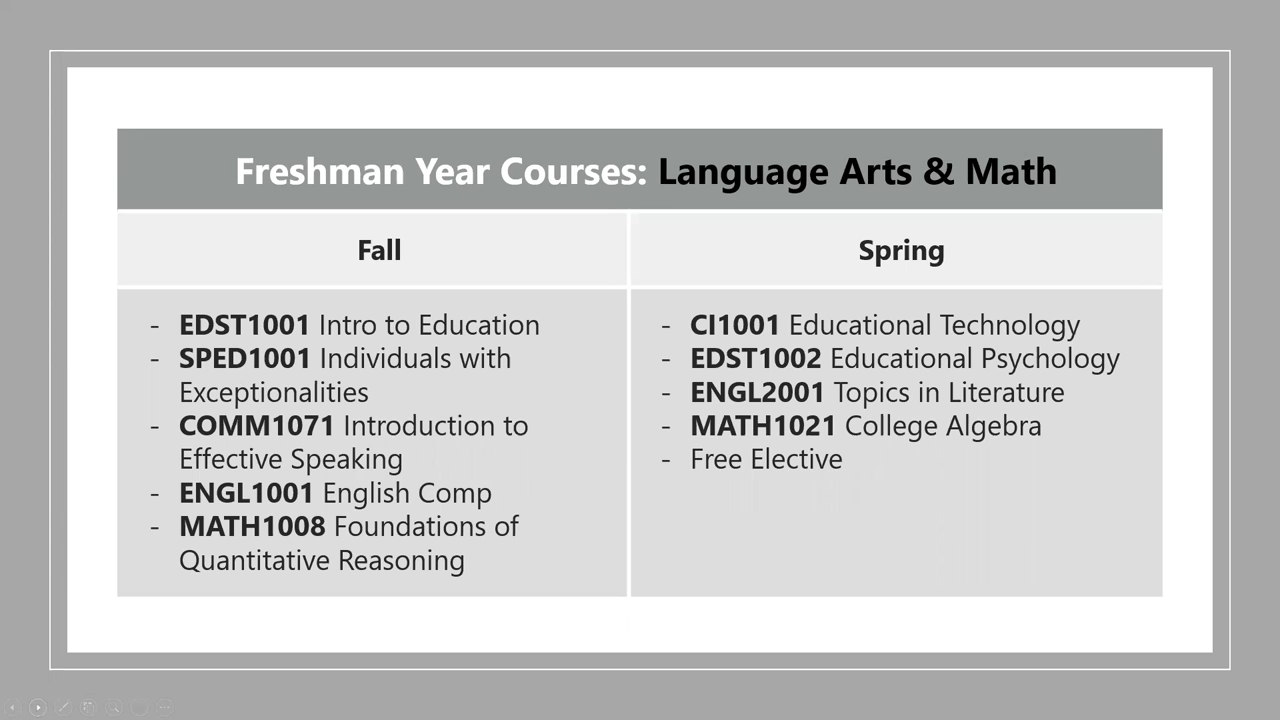 Freshman Year Courses: Language Arts & Math
Fall
- EDST1001 Intro to Education
- SPED1001 Individuals with
Exceptionalities
- COMM1071 Introduction to
Effective Speaking
- ENGL1001 English Comp
- MATH1008 Foundations of
Quantitative Reasoning
Spring
- CI1001 Educational Technology
- EDST1002 Educational Psychology
- ENGL2001 Topics in Literature
- MATH1021 College Algebra
- Free Elective